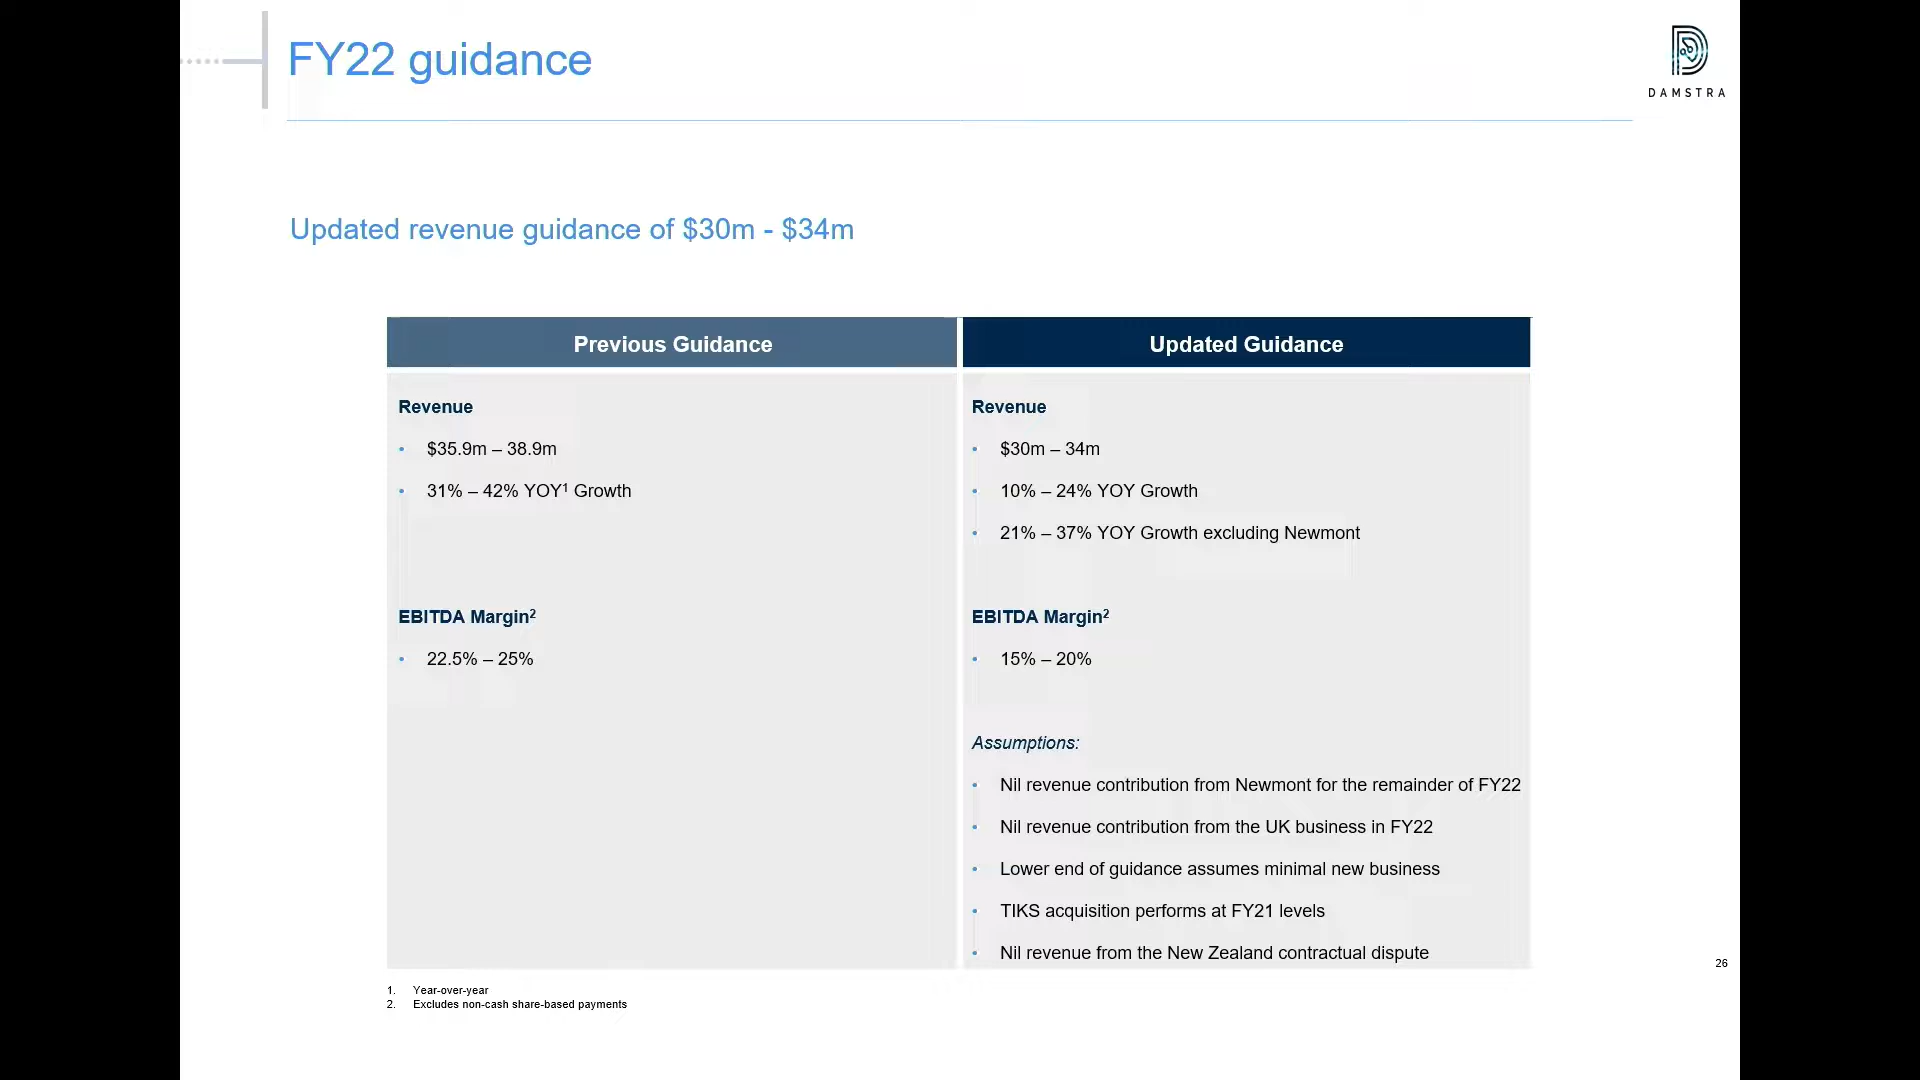 FY22 guidance
DAMSTRA
Updated revenue guidance of $30m - $34m
Previous Guidance
Revenue
• $35.9m – 38.9m
• 31% – 42% YOY¹ Growth
EBITDA Margin²
• 22.5% – 25%
Updated Guidance
Revenue
• $30m – 34m
• 10% – 24% YOY Growth
• 21% – 37% YOY Growth excluding Newmont
EBITDA Margin²
• 15% – 20%
Assumptions:
• Nil revenue contribution from Newmont for the remainder of FY22
• Nil revenue contribution from the UK business in FY22
• Lower end of guidance assumes minimal new business
• TIKS acquisition performs at FY21 levels
• Nil revenue from the New Zealand contractual dispute
26
1. Year-over-year
2. Excludes non-cash share-based payments